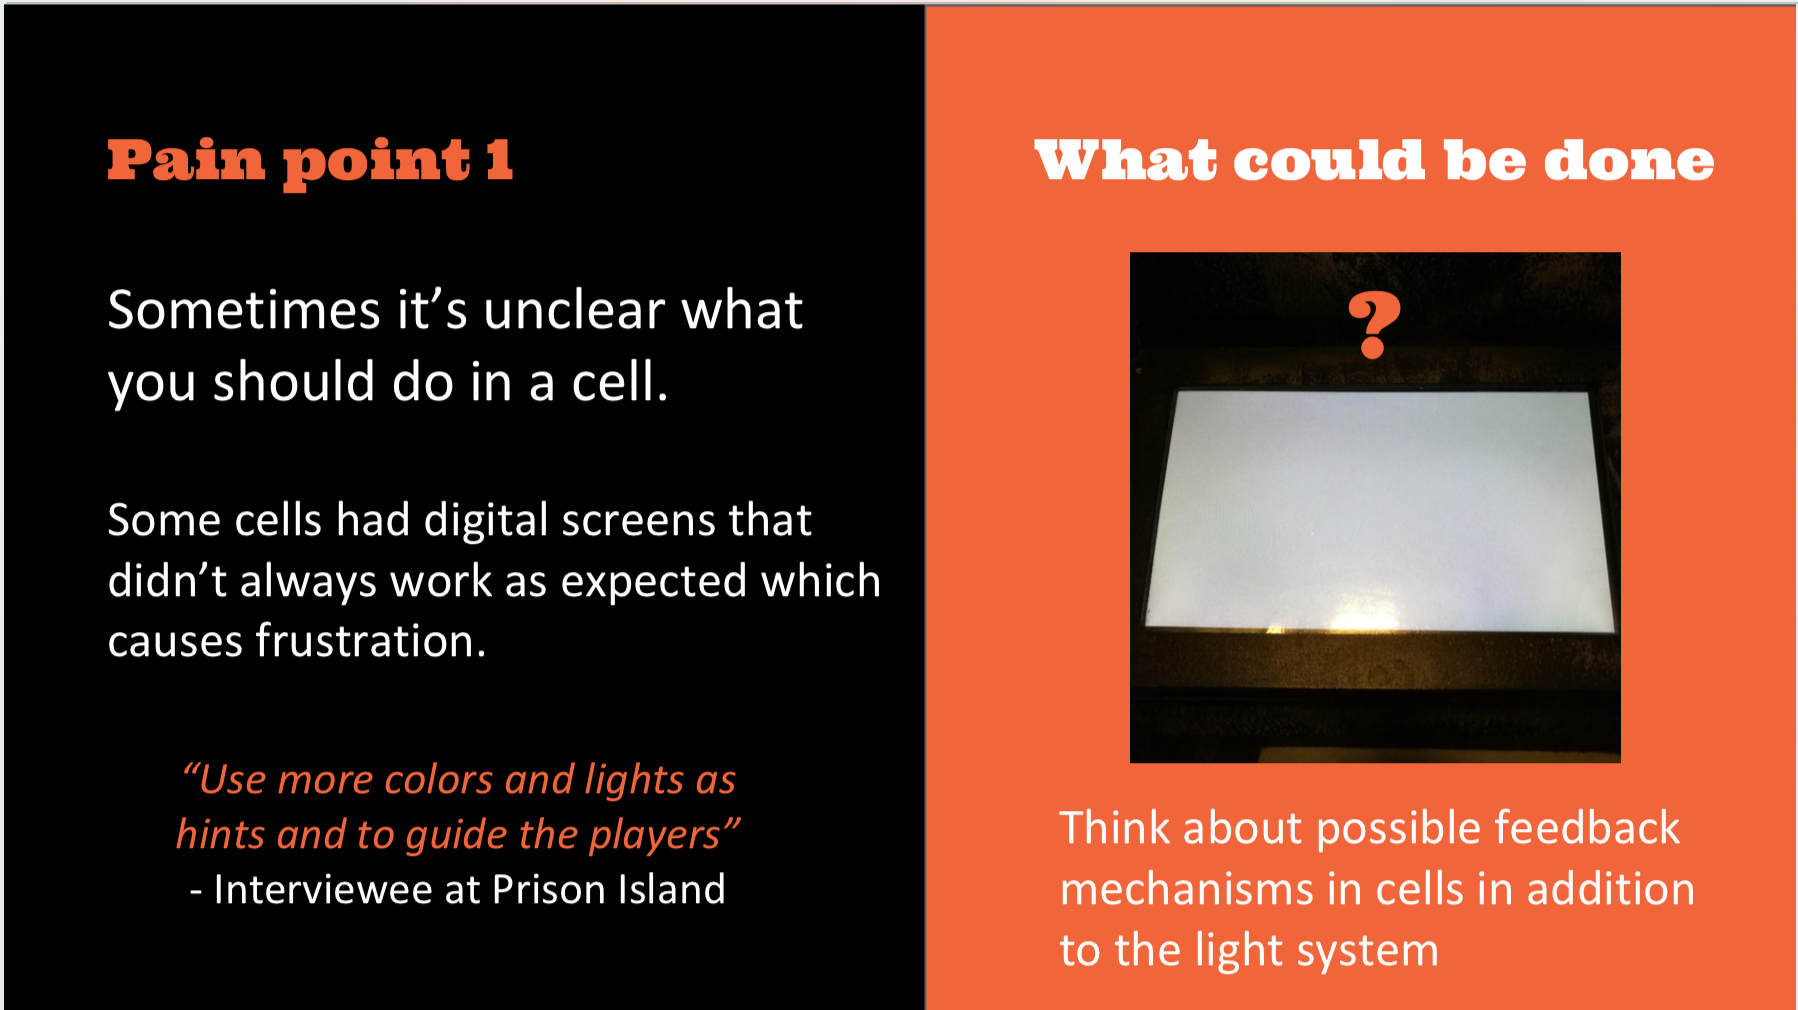 Pain point 1
Sometimes it’s unclear what
you should do in a cell.
Some cells had digital screens that
didn’t always work as expected which
causes frustration.
“Use more colors and lights as
hints and to guide the players”
- Interviewee at Prison Island
What could be done
?
Think about possible feedback
mechanisms in cells in addition
to the light system